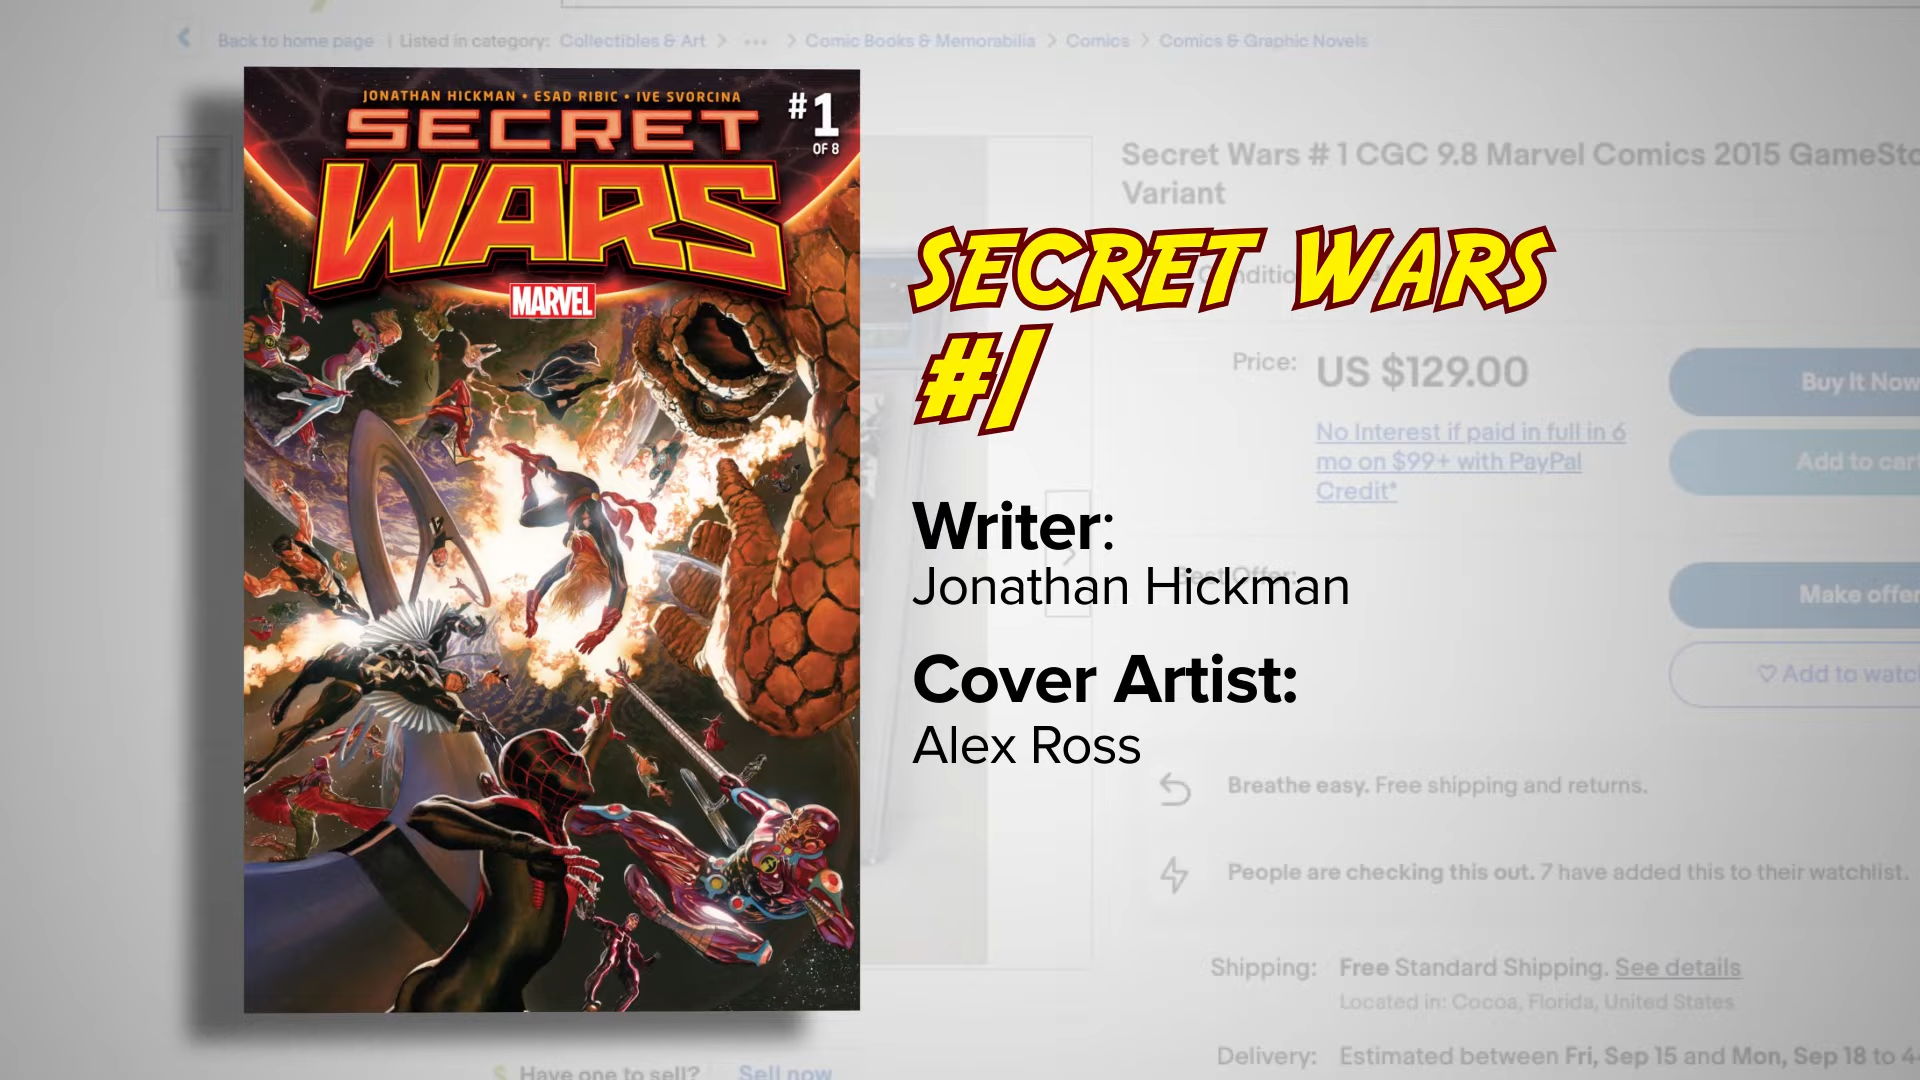 Back to home page | Listed in category: Collectibles & Art > ••• > Comic Books & Memorabilia > Comics > Comics & Graphic Novels
JONATHAN HICKMAN • ESAD RIBIC • IVE SVORCINA
SECRET
WARS
#1
OF 8
MARVEL
Secret Wars # 1 CGC 9.8 Marvel Comics 2015 GameSto
Variant
SECRET WARS
#1
Price: US $129.00
Buy It Now
No Interest if paid in full in 6
mo on $99+ with PayPal
Credit*
Add to cart
Writer:
Jonathan Hickman
Best Offer:
Make offer
Cover Artist:
Alex Ross
Add to watc
Breathe easy. Free shipping and returns.
People are checking this out. 7 have added this to their watchlist.
Shipping: Free Standard Shipping. See details
Located in: Cocoa, Florida, United States
Delivery: Estimated between Fri, Sep 15 and Mon, Sep 18 to 4
Have one to sell? Sell now